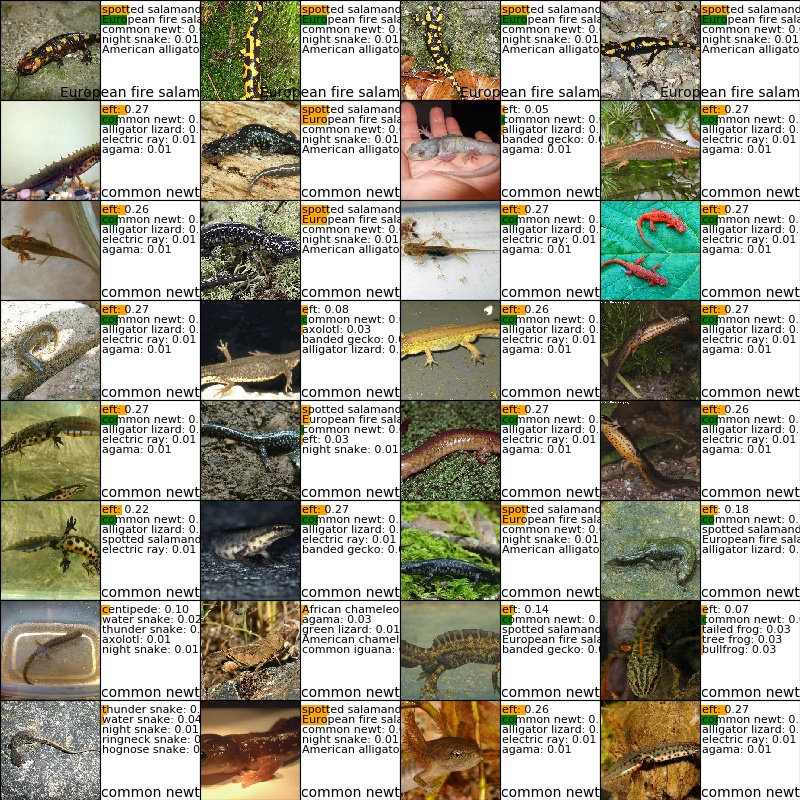 spotted salamand
European fire sala
common newt: 0.0
night snake: 0.01
American alligato
European fire salam
spotted salamand
European fire sala
common newt: 0.0
night snake: 0.01
American alligato
European fire salam
spotted salamand
European fire sala
common newt: 0.0
night snake: 0.01
American alligato
European fire salam
spotted salamand
European fire sala
common newt: 0.0
night snake: 0.01
American alligato
European fire salam
eft: 0.27
common newt: 0.
alligator lizard: 0.
electric ray: 0.01
agama: 0.01
common newt
spotted salamand
European fire sala
common newt: 0.0
night snake: 0.01
American alligato
common newt
eft: 0.05
common newt: 0.
alligator lizard: 0.
banded gecko: 0.
agama: 0.01
common newt
eft: 0.27
common newt: 0.
alligator lizard: 0.
electric ray: 0.01
agama: 0.01
common newt
eft: 0.26
common newt: 0.
alligator lizard: 0.
electric ray: 0.01
agama: 0.01
common newt
spotted salamand
European fire sala
common newt: 0.0
night snake: 0.01
American alligato
common newt
eft: 0.27
common newt: 0.
alligator lizard: 0.
electric ray: 0.01
agama: 0.01
common newt
eft: 0.27
common newt: 0.
alligator lizard: 0.
electric ray: 0.01
agama: 0.01
common newt
eft: 0.27
common newt: 0.
alligator lizard: 0.
electric ray: 0.01
agama: 0.01
common newt
eft: 0.08
common newt: 0.
axolotl: 0.03
banded gecko: 0.
alligator lizard: 0.
common newt
eft: 0.26
common newt: 0.
alligator lizard: 0.
electric ray: 0.01
agama: 0.01
common newt
eft: 0.27
common newt: 0.
alligator lizard: 0.
electric ray: 0.01
agama: 0.01
common newt
eft: 0.27
common newt: 0.
alligator lizard: 0.
electric ray: 0.01
agama: 0.01
common newt
spotted salamand
European fire sala
common newt: 0.0
eft: 0.03
night snake: 0.01
common newt
eft: 0.27
common newt: 0.
alligator lizard: 0.
electric ray: 0.01
agama: 0.01
common newt
eft: 0.26
common newt: 0.
alligator lizard: 0.
electric ray: 0.01
agama: 0.01
common newt
eft: 0.22
common newt: 0.
alligator lizard: 0.
spotted salamand
electric ray: 0.01
common newt
eft: 0.27
common newt: 0.
alligator lizard: 0.
electric ray: 0.01
banded gecko: 0.0
common newt
spotted salamand
European fire sala
common newt: 0.0
night snake: 0.01
American alligato
common newt
eft: 0.18
common newt: 0.
spotted salamand
European fire sala
alligator lizard: 0.
common newt
centipede: 0.10
water snake: 0.02
thunder snake: 0.
axolotl: 0.01
night snake: 0.01
common newt
African chameleo
agama: 0.03
green lizard: 0.01
American chamel
common iguana:
common newt
eft: 0.14
common newt: 0.
spotted salamand
European fire sala
banded gecko: 0.0
common newt
eft: 0.07
common newt: 0.
tailed frog: 0.03
tree frog: 0.03
bullfrog: 0.03
common newt
thunder snake: 0.
water snake: 0.04
night snake: 0.01
ringneck snake: 0
hognose snake: 0
common newt
spotted salamand
European fire sala
common newt: 0.0
night snake: 0.01
American alligato
common newt
eft: 0.26
common newt: 0.
alligator lizard: 0.
electric ray: 0.01
agama: 0.01
common newt
eft: 0.27
common newt: 0.
alligator lizard: 0.
electric ray: 0.01
agama: 0.01
common newt